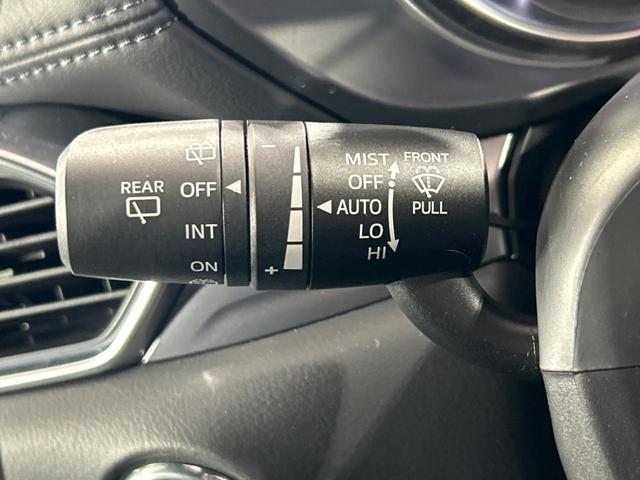 REAR
OFF
INT
ON
−
+
MIST
OFF
AUTO
LO
HI
FRONT
PULL